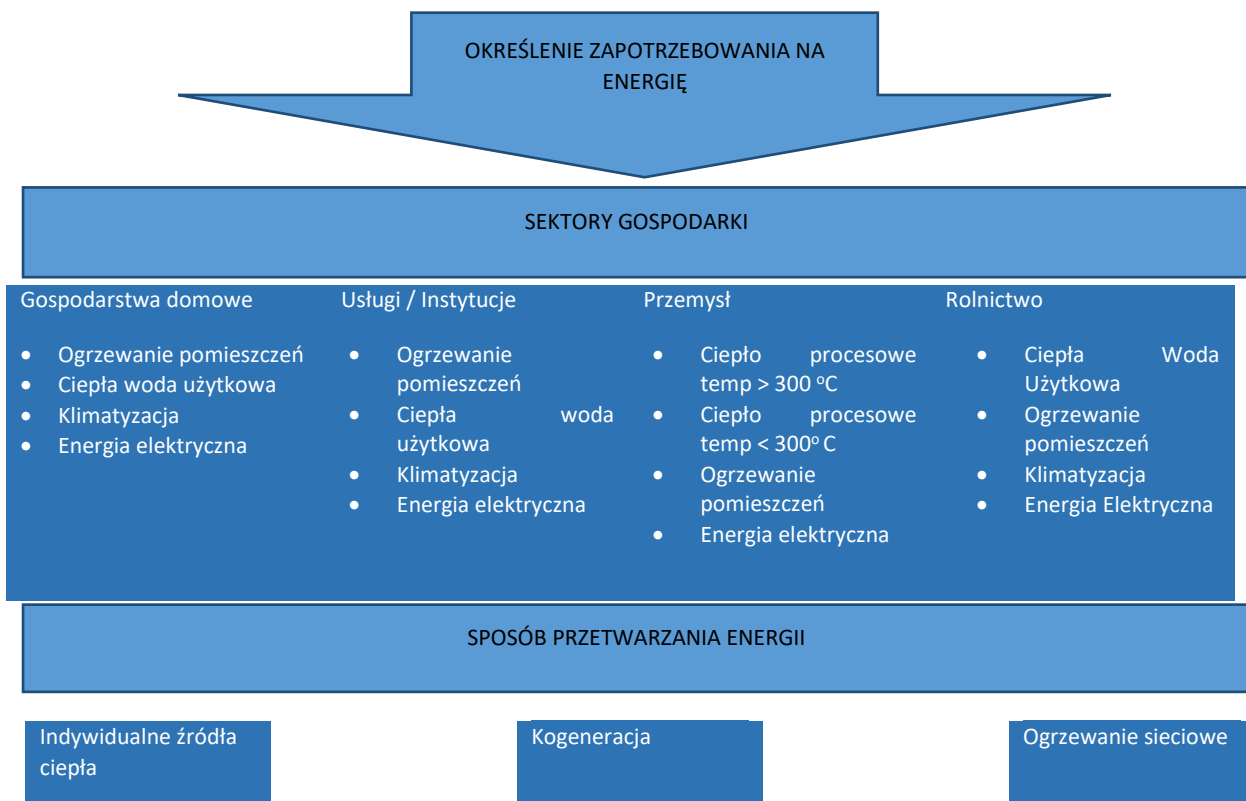 OKREŚLENIE ZAPOTRZEBOWANIA NA
ENERGIĘ
SEKTORY GOSPODARKI
Gospodarstwa domowe
• Ogrzewanie pomieszczeń
• Ciepła woda użytkowa
• Klimatyzacja
• Energia elektryczna
Usługi / Instytucje
• Ogrzewanie
pomieszczeń
• Ciepła woda
użytkowa
• Klimatyzacja
• Energia elektryczna
Przemysł
• Ciepło procesowe
temp > 300 °C
• Ciepło procesowe
temp < 300° C
• Ogrzewanie
pomieszczeń
• Energia elektryczna
Rolnictwo
• Ciepła Woda
Użytkowa
• Ogrzewanie
pomieszczeń
• Klimatyzacja
• Energia Elektryczna
SPOSÓB PRZETWARZANIA ENERGII
Indywidualne źródła
ciepła
Kogeneracja
Ogrzewanie sieciowe